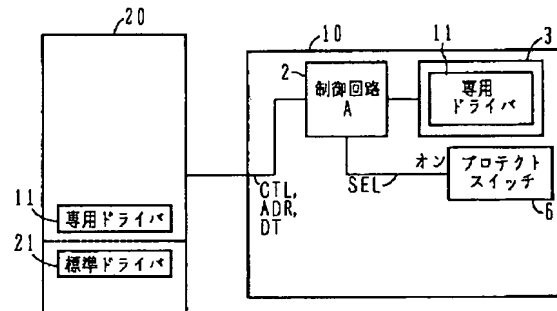 20
10
3
2
11
制御回路
A
専用
ドライバ
オン
プロテクト
スイッチ
SEL
6
CTL,
ADR,
DT
11
専用ドライバ
21
標準ドライバ